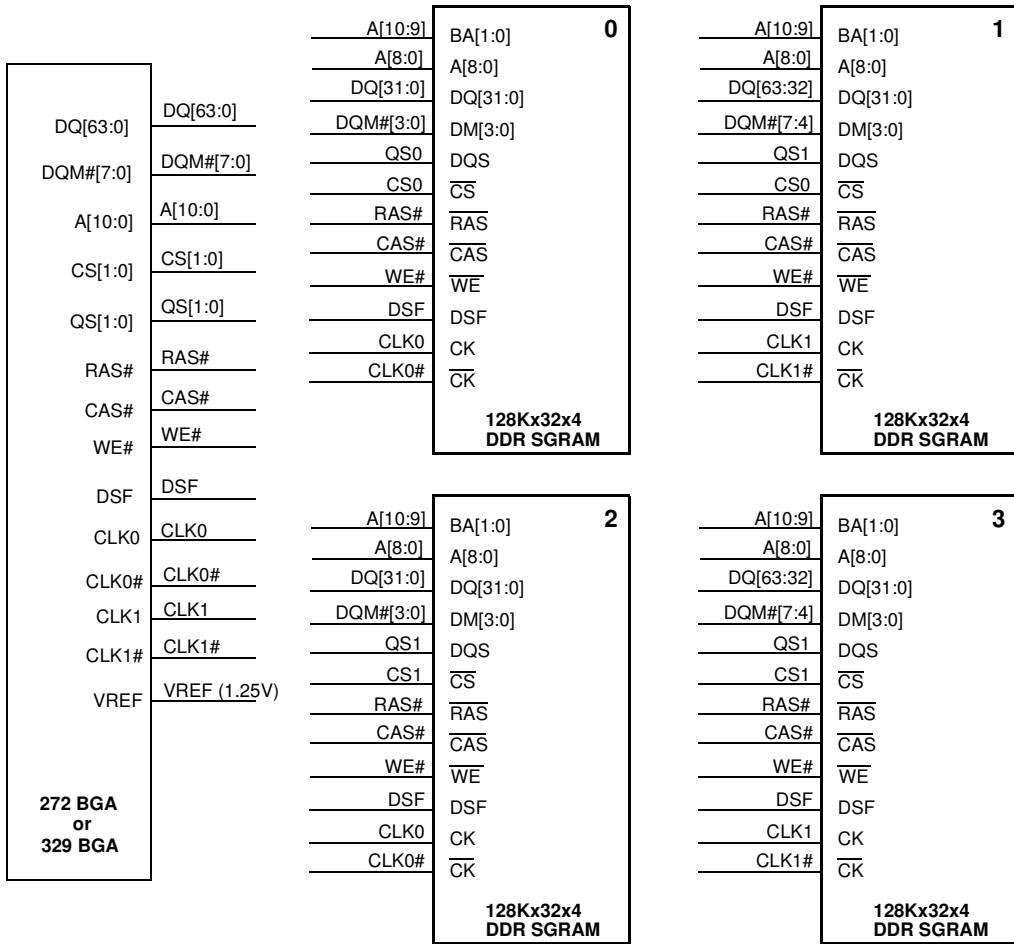 DQ[63:0] DQ[63:0]
DQM#[7:0] DQM#[7:0]
A[10:0] A[10:0]
CS[1:0] CS[1:0]
QS[1:0] QS[1:0]
RAS# RAS#
CAS# CAS#
WE# WE#
DSF DSF
CLK0 CLK0
CLK0# CLK0#
CLK1 CLK1
CLK1# CLK1#
VREF VREF (1.25V)
272 BGA
or
329 BGA
0
A[10:9] BA[1:0]
A[8:0] A[8:0]
DQ[31:0] DQ[31:0]
DQM#[3:0] DM[3:0]
QS0 DQS
CS0 CS
RAS# RAS
CAS# CAS
WE# WE
DSF DSF
CLK0 CK
CLK0# CK
128Kx32x4
DDR SGRAM
1
A[10:9] BA[1:0]
A[8:0] A[8:0]
DQ[63:32] DQ[31:0]
DQM#[7:4] DM[3:0]
QS1 DQS
CS0 CS
RAS# RAS
CAS# CAS
WE# WE
DSF DSF
CLK1 CK
CLK1# CK
128Kx32x4
DDR SGRAM
2
A[10:9] BA[1:0]
A[8:0] A[8:0]
DQ[31:0] DQ[31:0]
DQM#[3:0] DM[3:0]
QS1 DQS
CS1 CS
RAS# RAS
CAS# CAS
WE# WE
DSF DSF
CLK0 CK
CLK0# CK
128Kx32x4
DDR SGRAM
3
A[10:9] BA[1:0]
A[8:0] A[8:0]
DQ[63:32] DQ[31:0]
DQM#[7:4] DM[3:0]
QS1 DQS
CS1 CS
RAS# RAS
CAS# CAS
WE# WE
DSF DSF
CLK1 CK
CLK1# CK
128Kx32x4
DDR SGRAM